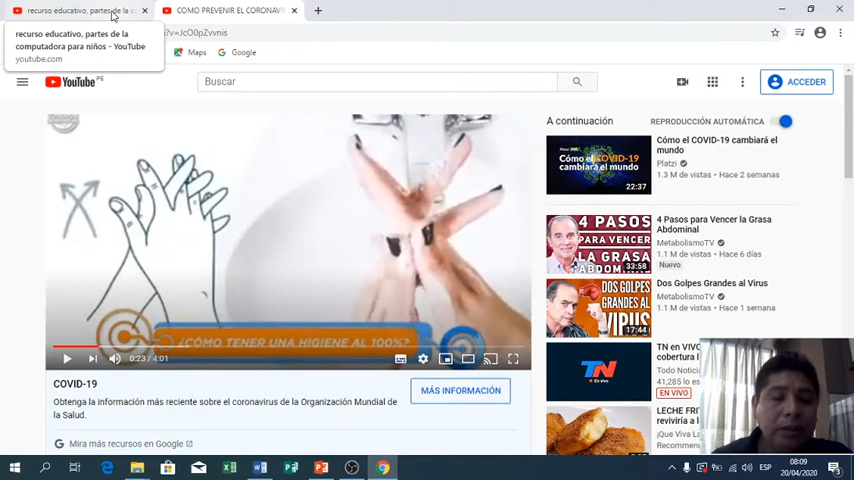 recurso educativo, partes de la c
COMO PREVENIR EL CORONAVIR
recurso educativo, partes de la
computadora para niños - YouTube
youtube.com
?v=JcO0pZvvnis
Maps
Google
YouTube PE
Buscar
ACCEDER
¿CÓMO TENER UNA HIGIENE AL 100%?
0:23 / 4:01
COVID-19
Obtenga la información más reciente sobre el coronavirus de la Organización Mundial de
la Salud.
MÁS INFORMACIÓN
Mira más recursos en Google
A continuación
REPRODUCCIÓN AUTOMÁTICA
Cómo el COVID-19
cambiará el mundo
22:37
Cómo el COVID-19 cambiará el
mundo
Platzi
1.3 M de vistas • Hace 2 semanas
4 PASOS
PARA VENCER
LA GRASA
ABDOMINAL
33:58
4 Pasos para Vencer la Grasa
Abdominal
MetabolismoTV
1.1 M de vistas • Hace 6 días
Nuevo
DOS GOLPES
GRANDES AL
VIRUS
17:44
Dos Golpes Grandes al Virus
MetabolismoTV
1.1 M de vistas • Hace 1 semana
TN
En vivo
TN en VIVO
cobertura l
Todo Notici
41,285 lo es
EN VIVO
LECHE FRIT
reviviría a l
¡Que Viva L
Recommen
ESP
08:09
20/04/2020
3